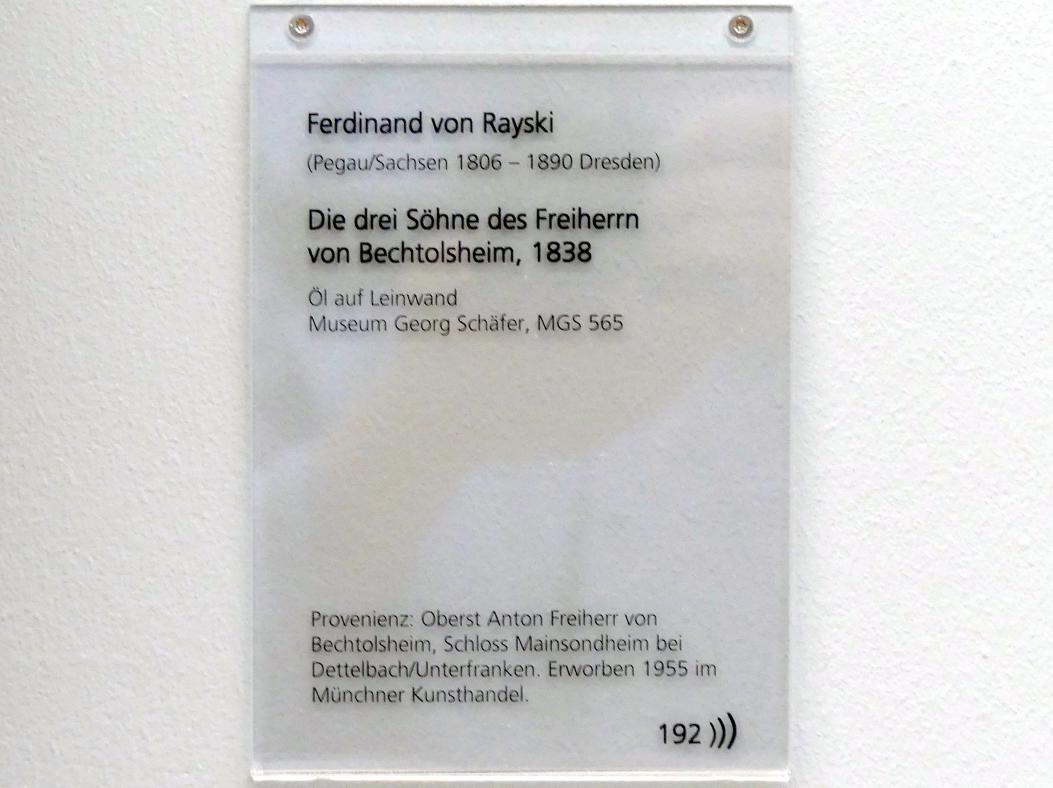 Ferdinand von Rayski
(Pegau/Sachsen 1806 – 1890 Dresden)
Die drei Söhne des Freiherrn
von Bechtolsheim, 1838
Öl auf Leinwand
Museum Georg Schäfer, MGS 565
Provenienz: Oberst Anton Freiherr von
Bechtolsheim, Schloss Mainsondheim bei
Dettelbach/Unterfranken. Erworben 1955 im
Münchner Kunsthandel.
192 )))